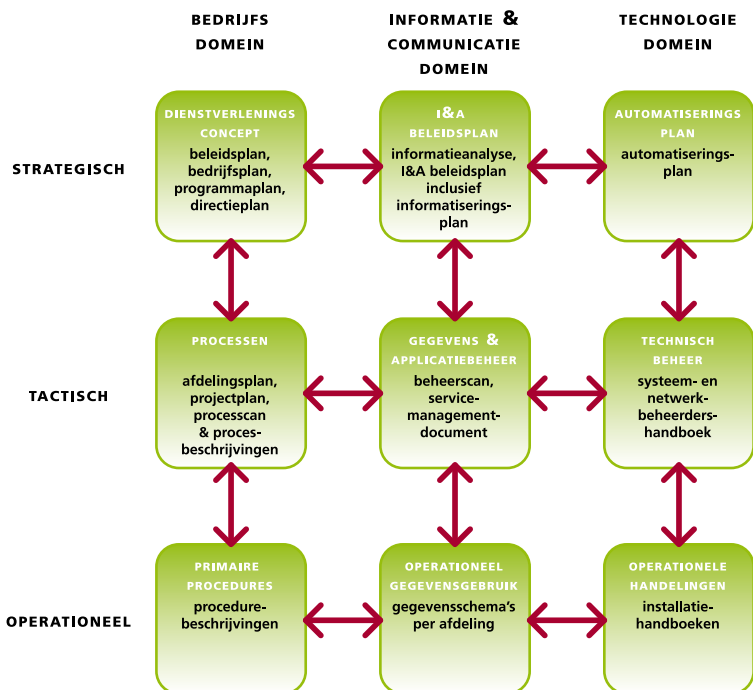 BEDRIJFS
DOMEIN
INFORMATIE &
COMMUNICATIE
DOMEIN
TECHNOLOGIE
DOMEIN
STRATEGISCH
DIENSTVERLENINGS
CONCEPT
beleidsplan,
bedrijfsplan,
programmaplan,
directieplan
I&A
BELEIDSPLAN
informatieanalyse,
I&A beleidsplan
inclusief
informatiserings-
plan
AUTOMATISERINGS
PLAN
automatiserings-
plan
TACTISCH
PROCESSEN
afdelingsplan,
projectplan,
processcan
& proces-
beschrijvingen
GEGEVENS &
APPLICATIEBEHEER
beheerscan,
service-
management-
document
TECHNISCH
BEHEER
systeem- en
netwerk-
beheerders-
handboek
OPERATIONEEL
PRIMAIRE
PROCEDURES
procedure-
beschrijvingen
OPERATIONEEL
GEGEVENSGEBRUIK
gegevensschema's
per afdeling
OPERATIONELE
HANDELINGEN
installatie-
handboeken